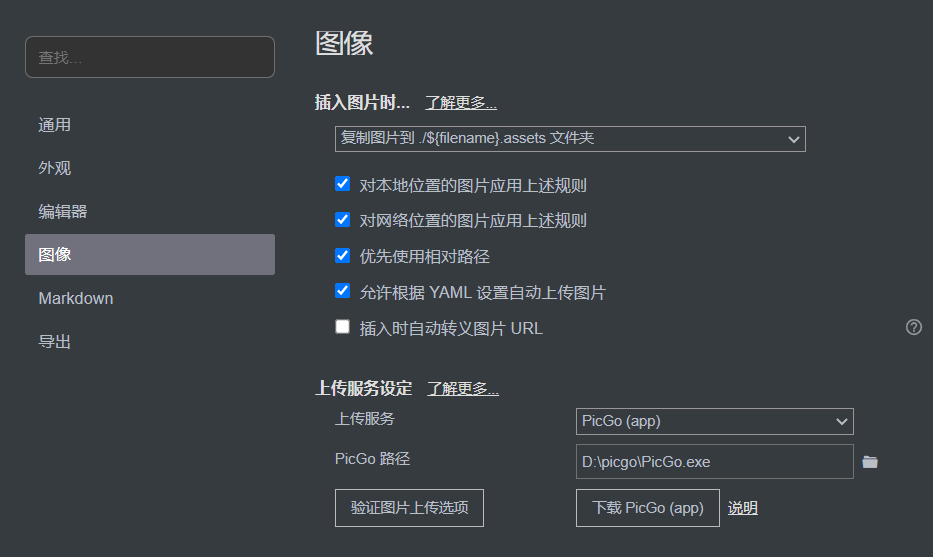 查找...
通用
外观
编辑器
图像
Markdown
导出
图像
插入图片时... 了解更多...
复制图片到 ./${filename}.assets 文件夹
对本地位置的图片应用上述规则
对网络位置的图片应用上述规则
优先使用相对路径
允许根据 YAML 设置自动上传图片
插入时自动转义图片 URL
上传服务设定 了解更多...
上传服务 PicGo (app)
PicGo 路径 D:\picgo\PicGo.exe
验证图片上传选项 下载 PicGo (app) 说明